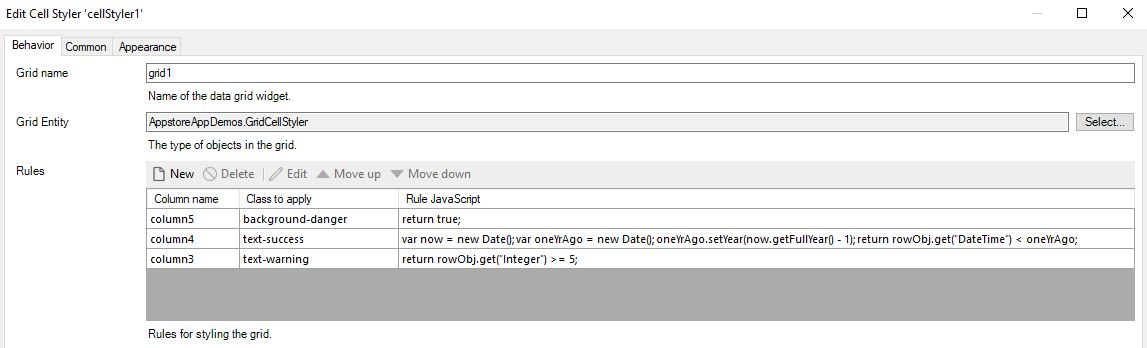 Edit Cell Styler 'cellStyler1'
Behavior Common Appearance
Grid name grid1
Name of the data grid widget.
Grid Entity AppstoreAppDemos.GridCellStyler Select...
The type of objects in the grid.
Rules New Delete Edit Move up Move down
Column name Class to apply Rule JavaScript
column5 background-danger return true;
column4 text-success var now = new Date();var oneYrAgo = new Date();oneYrAgo.setYear(now.getFullYear() - 1);return rowObj.get("DateTime") < oneYrAgo;
column3 text-warning return rowObj.get("Integer") >= 5;
Rules for styling the grid.